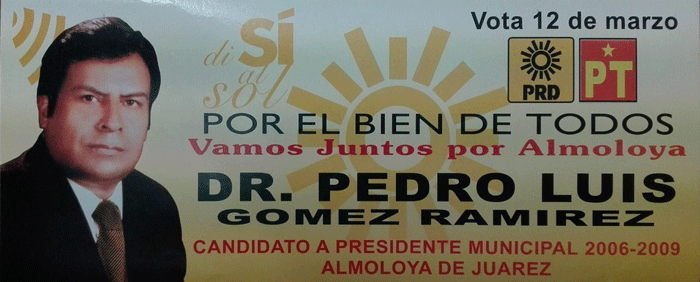 Vota 12 de marzo
di SÍ
al
sol
PRD
PT
POR EL BIEN DE TODOS
Vamos Juntos por Almoloya
DR. PEDRO LUIS
GOMEZ RAMIREZ
CANDIDATO A PRESIDENTE MUNICIPAL 2006-2009
ALMOLOYA DE JUAREZ